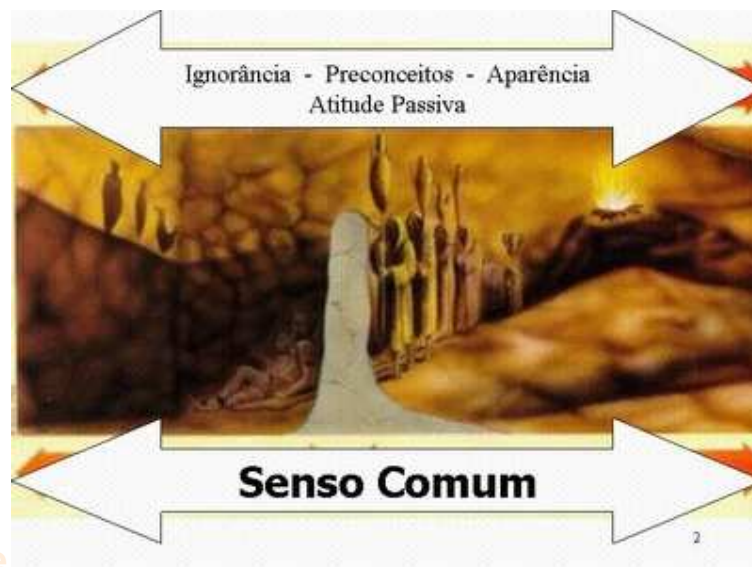 Ignorância - Preconceitos - Aparência
Atitude Passiva
Senso Comum
2